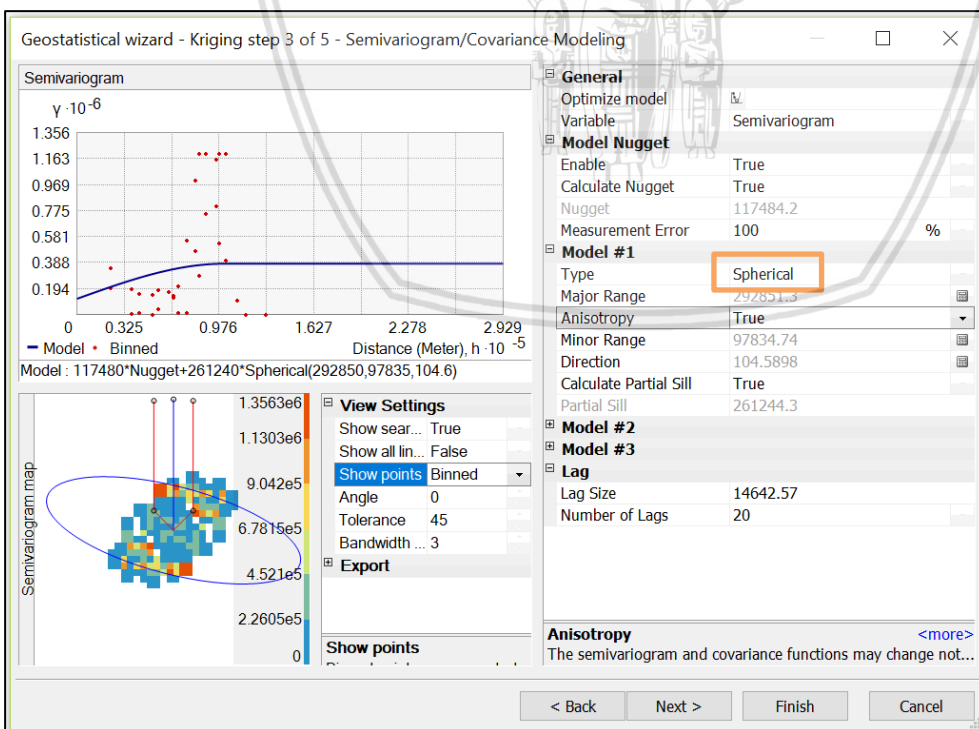 Geostatistical wizard - Kriging step 3 of 5 - Semivariogram/Covariance Modeling
Semivariogram
γ ·10 -6
1.356
1.163
0.969
0.775
0.581
0.388
0.194
0 0.325 0.976 1.627 2.278 2.929
Model Binned Distance (Meter), h ·10 -5
Model : 117480*Nugget+261240*Spherical(292850,97835,104.6)
Semivariogram map
1.3563e6
1.1303e6
9.042e5
6.7815e5
4.521e5
2.2605e5
0
View Settings
Show sear... True
Show all lin... False
Show points Binned
Angle 0
Tolerance 45
Bandwidth ... 3
Export
Show points
General
Optimize model
Variable Semivariogram
Model Nugget
Enable True
Calculate Nugget True
Nugget 117484.2
Measurement Error 100 %
Model #1
Type Spherical
Major Range 292851.3
Anisotropy True
Minor Range 97834.74
Direction 104.5898
Calculate Partial Sill True
Partial Sill 261244.3
Model #2
Model #3
Lag
Lag Size 14642.57
Number of Lags 20
Anisotropy <more>
The semivariogram and covariance functions may change not...
< Back Next > Finish Cancel